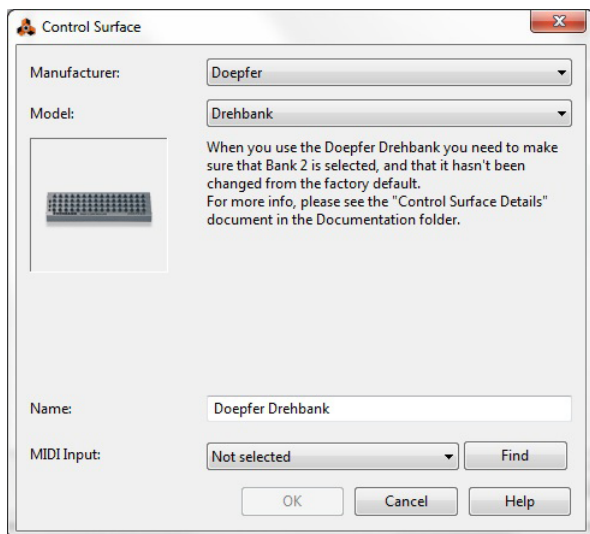 Control Surface
Manufacturer:
Doepfer
Model:
Drehbank
When you use the Doepfer Drehbank you need to make
sure that Bank 2 is selected, and that it hasn't been
changed from the factory default.
For more info, please see the "Control Surface Details"
document in the Documentation folder.
Name:
Doepfer Drehbank
MIDI Input:
Not selected
Find
OK
Cancel
Help